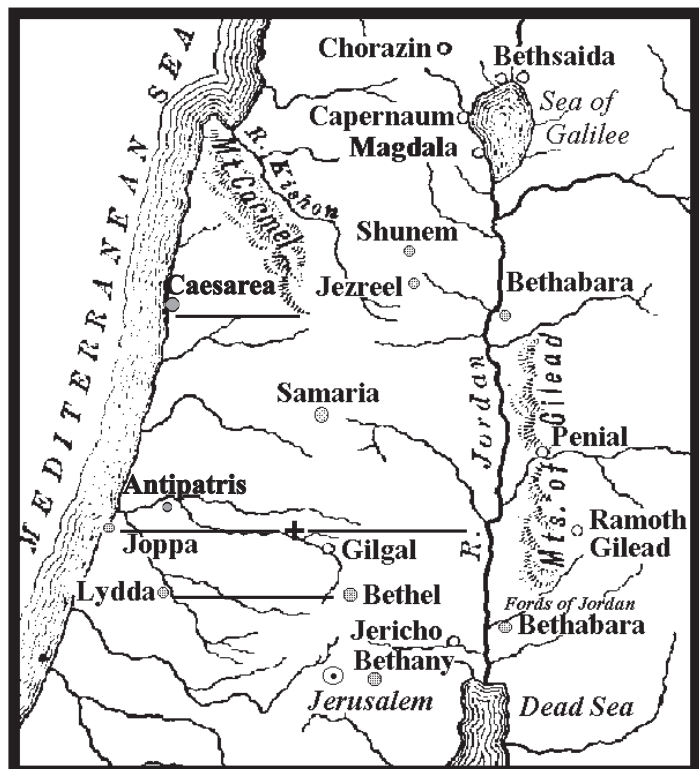 MEDITERRANEAN SEA
Chorazin
Bethsaida
Sea of
Galilee
Capernaum
Magdala
R. Kishon
Mt. Carmel
Shunem
Jezreel
Bethabara
Caesarea
Samaria
R. Jordan
Mts. of Gilead
Penial
Antipatris
Joppa
Gilgal
Ramoth
Gilead
Lydda
Bethel
Fords of Jordan
Bethabara
Jericho
Bethany
Jerusalem
Dead Sea